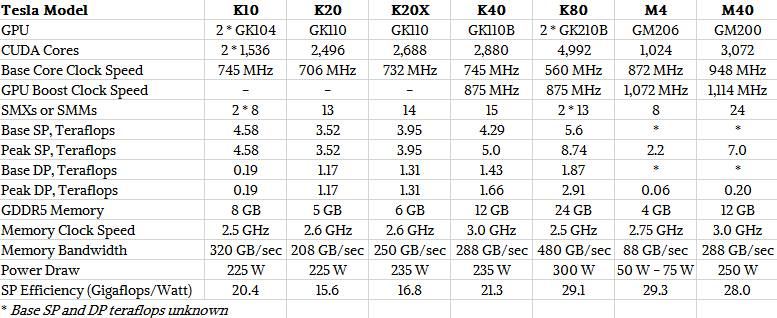 Tesla Model K10 K20 K20X K40 K80 M4 M40
GPU 2 * GK104 GK110 GK110 GK110B 2 * GK210B GM206 GM200
CUDA Cores 2 * 1,536 2,496 2,688 2,880 4,992 1,024 3,072
Base Core Clock Speed 745 MHz 706 MHz 732 MHz 745 MHz 560 MHz 872 MHz 948 MHz
GPU Boost Clock Speed – – – 875 MHz 875 MHz 1,072 MHz 1,114 MHz
SMXs or SMMs 2 * 8 13 14 15 2 * 13 8 24
Base SP, Teraflops 4.58 3.52 3.95 4.29 5.6 * *
Peak SP, Teraflops 4.58 3.52 3.95 5.0 8.74 2.2 7.0
Base DP, Teraflops 0.19 1.17 1.31 1.43 1.87 * *
Peak DP, Teraflops 0.19 1.17 1.31 1.66 2.91 0.06 0.20
GDDR5 Memory 8 GB 5 GB 6 GB 12 GB 24 GB 4 GB 12 GB
Memory Clock Speed 2.5 GHz 2.6 GHz 2.6 GHz 3.0 GHz 2.5 GHz 2.75 GHz 3.0 GHz
Memory Bandwidth 320 GB/sec 208 GB/sec 250 GB/sec 288 GB/sec 480 GB/sec 88 GB/sec 288 GB/sec
Power Draw 225 W 225 W 235 W 235 W 300 W 50 W – 75 W 250 W
SP Efficiency (Gigaflops/Watt) 20.4 15.6 16.8 21.3 29.1 29.3 28.0
* Base SP and DP teraflops unknown